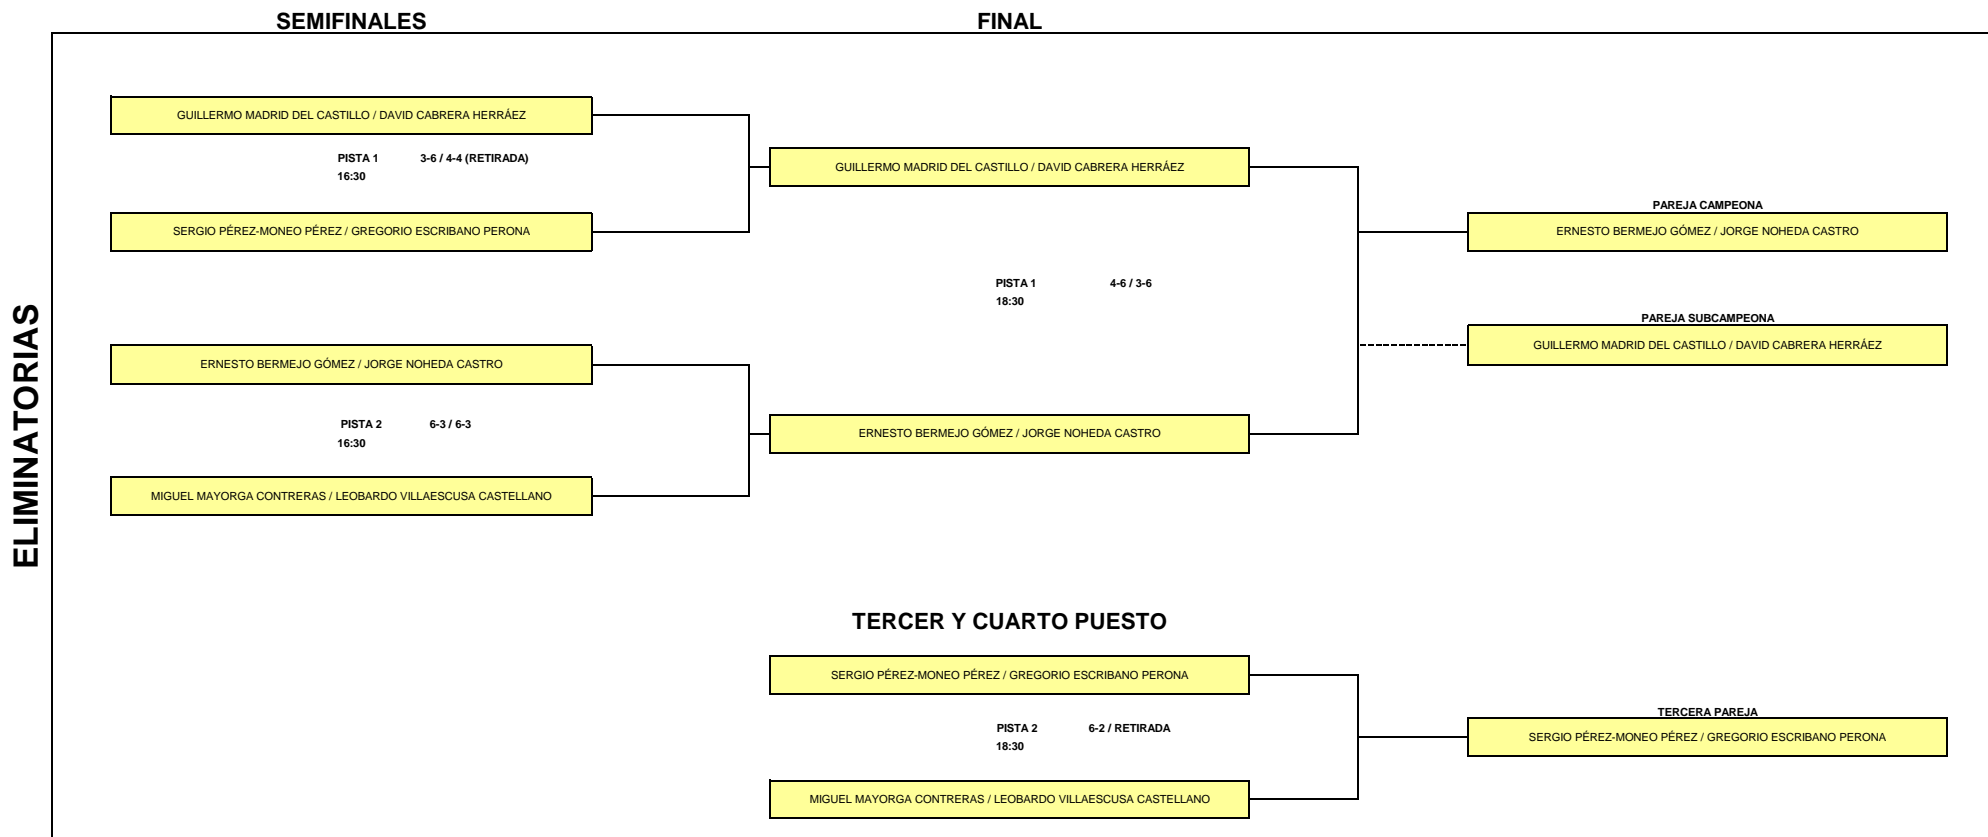 SEMIFINALES
FINAL
ELIMINATORIAS
GUILLERMO MADRID DEL CASTILLO / DAVID CABRERA HERRÁEZ
PISTA 1 3-6 / 4-4 (RETIRADA)
16:30
SERGIO PÉREZ-MONEO PÉREZ / GREGORIO ESCRIBANO PERONA
ERNESTO BERMEJO GÓMEZ / JORGE NOHEDA CASTRO
PISTA 2 6-3 / 6-3
16:30
MIGUEL MAYORGA CONTRERAS / LEOBARDO VILLAESCUSA CASTELLANO
GUILLERMO MADRID DEL CASTILLO / DAVID CABRERA HERRÁEZ
PISTA 1 4-6 / 3-6
18:30
ERNESTO BERMEJO GÓMEZ / JORGE NOHEDA CASTRO
PAREJA CAMPEONA
ERNESTO BERMEJO GÓMEZ / JORGE NOHEDA CASTRO
PAREJA SUBCAMPEONA
GUILLERMO MADRID DEL CASTILLO / DAVID CABRERA HERRÁEZ
TERCER Y CUARTO PUESTO
SERGIO PÉREZ-MONEO PÉREZ / GREGORIO ESCRIBANO PERONA
PISTA 2 6-2 / RETIRADA
18:30
MIGUEL MAYORGA CONTRERAS / LEOBARDO VILLAESCUSA CASTELLANO
TERCERA PAREJA
SERGIO PÉREZ-MONEO PÉREZ / GREGORIO ESCRIBANO PERONA